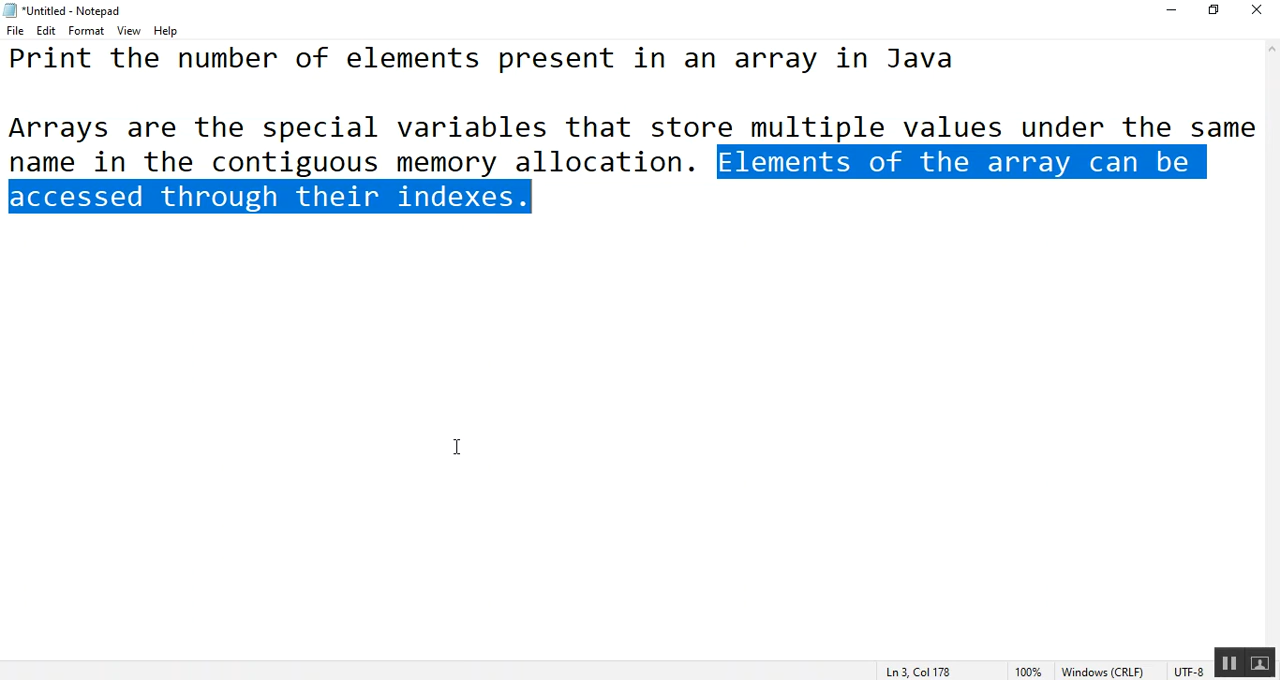 *Untitled - Notepad
File Edit Format View Help
Print the number of elements present in an array in Java
Arrays are the special variables that store multiple values under the same
name in the contiguous memory allocation. Elements of the array can be
accessed through their indexes.
Ln 3, Col 178 100% Windows (CRLF) UTF-8